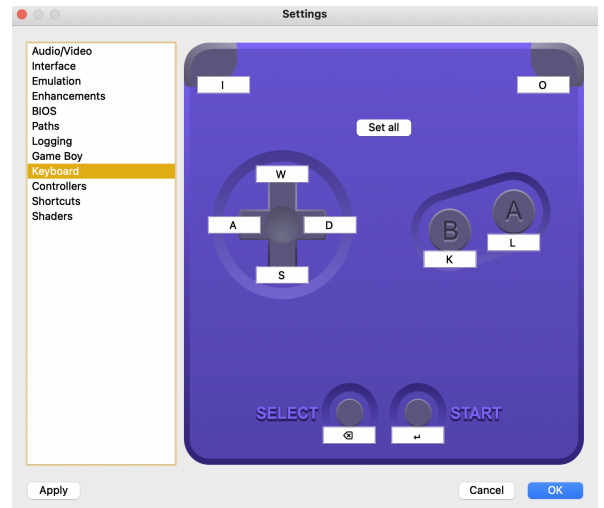 Settings
Audio/Video
Interface
Emulation
Enhancements
BIOS
Paths
Logging
Game Boy
Keyboard
Controllers
Shortcuts
Shaders
I
O
Set all
W
A
D
S
A
B
L
K
SELECT
START
⌫
↵
Apply
Cancel
OK